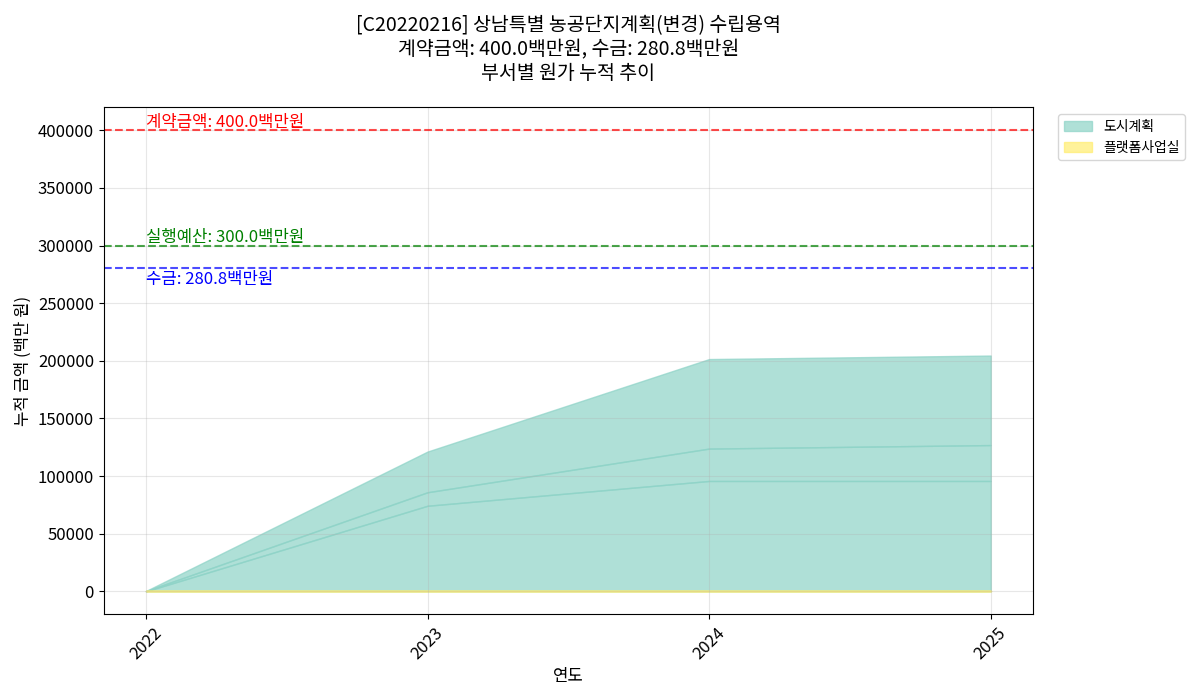 [C20220216] 상남특별 농공단지계획(변경) 수립용역
계약금액: 400.0백만원, 수금: 280.8백만원
부서별 원가 누적 추이
400000
350000
300000
250000
200000
150000
100000
50000
0
누적 금액 (백만 원)
계약금액: 400.0백만원
실행예산: 300.0백만원
수금: 280.8백만원
도시계획
플랫폼사업실
2022
2023
2024
2025
연도